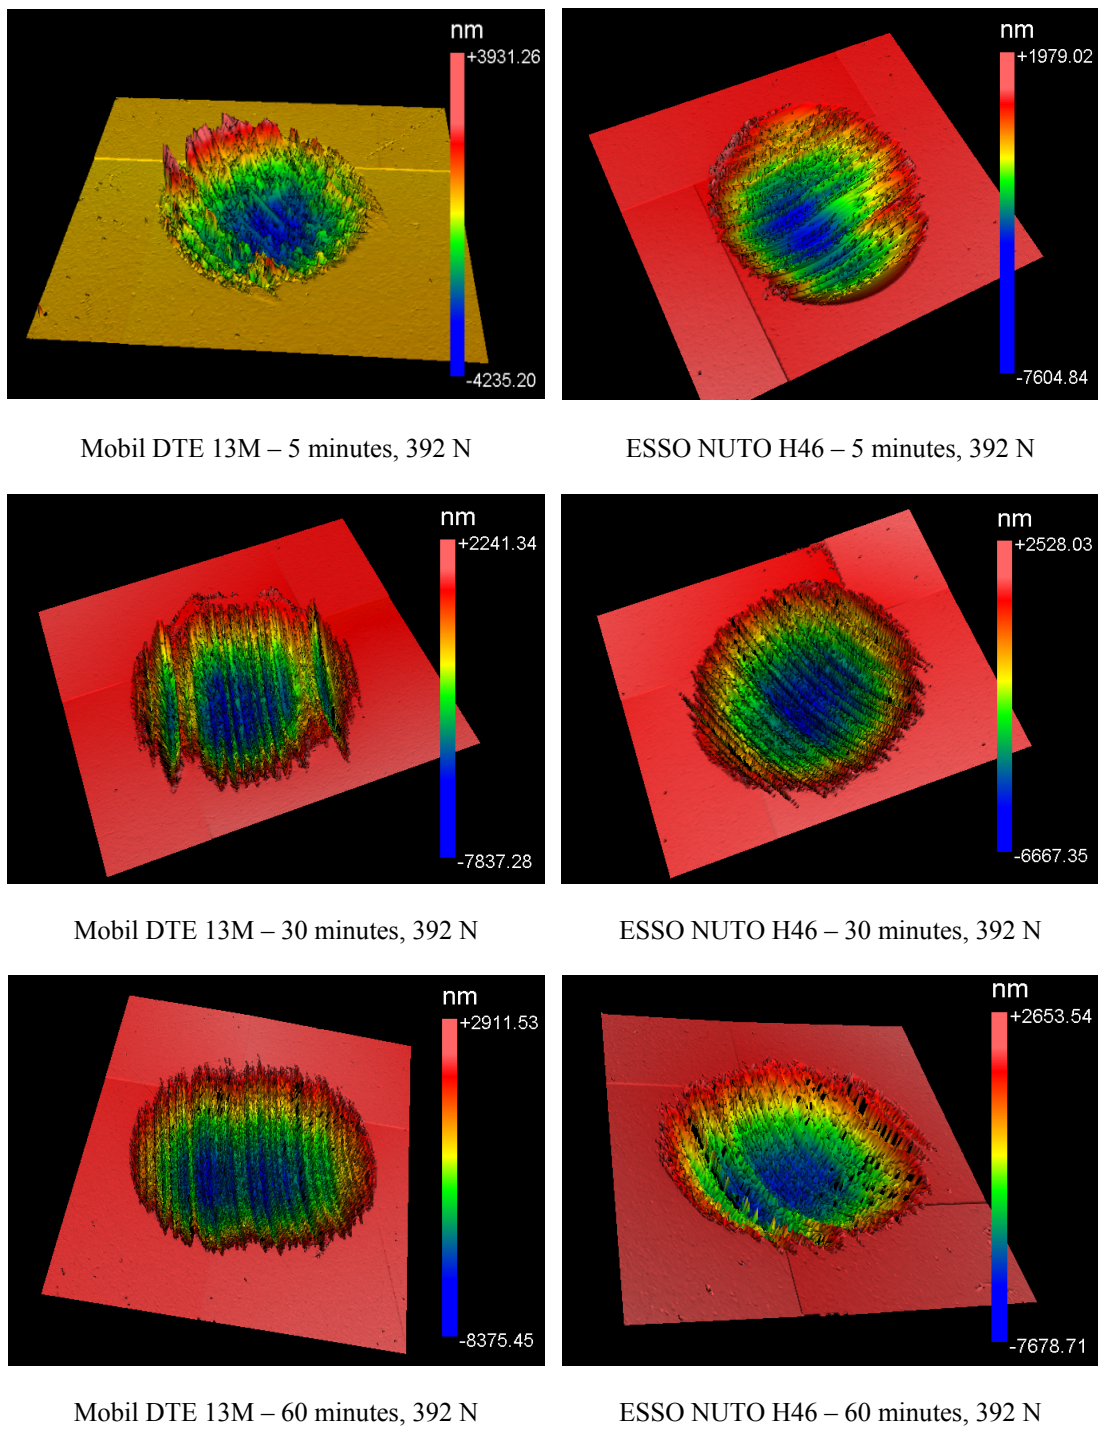 nm
+3931.26
-4235.20
nm
+1979.02
-7604.84
Mobil DTE 13M – 5 minutes, 392 N
ESSO NUTO H46 – 5 minutes, 392 N
nm
+2241.34
-7837.28
nm
+2528.03
-6667.35
Mobil DTE 13M – 30 minutes, 392 N
ESSO NUTO H46 – 30 minutes, 392 N
nm
+2911.53
-8375.45
nm
+2653.54
-7678.71
Mobil DTE 13M – 60 minutes, 392 N
ESSO NUTO H46 – 60 minutes, 392 N